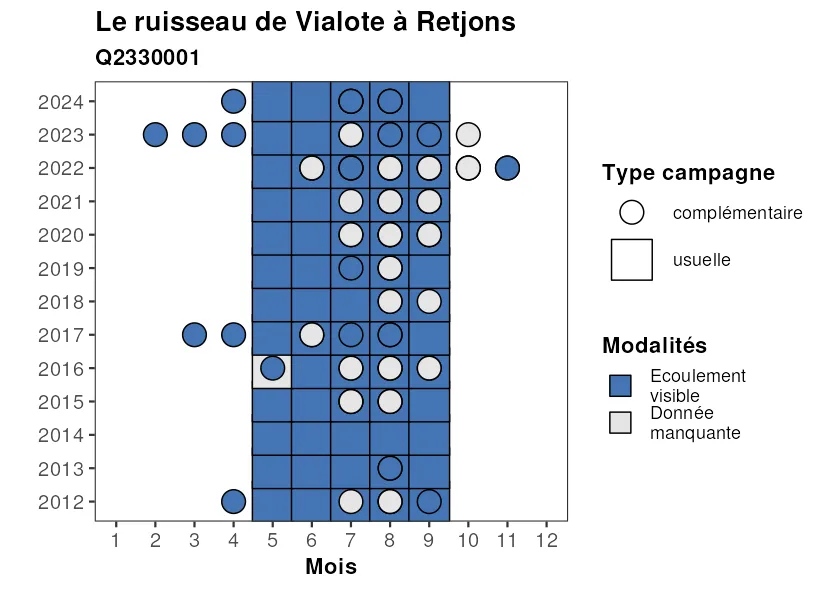 Le ruisseau de Vialote à Retjons
Q2330001
2024
2023
2022
2021
2020
2019
2018
2017
2016
2015
2014
2013
2012
1 2 3 4 5 6 7 8 9 10 11 12
Mois
Type campagne
complémentaire
usuelle
Modalités
Ecoulement
visible
Donnée
manquante